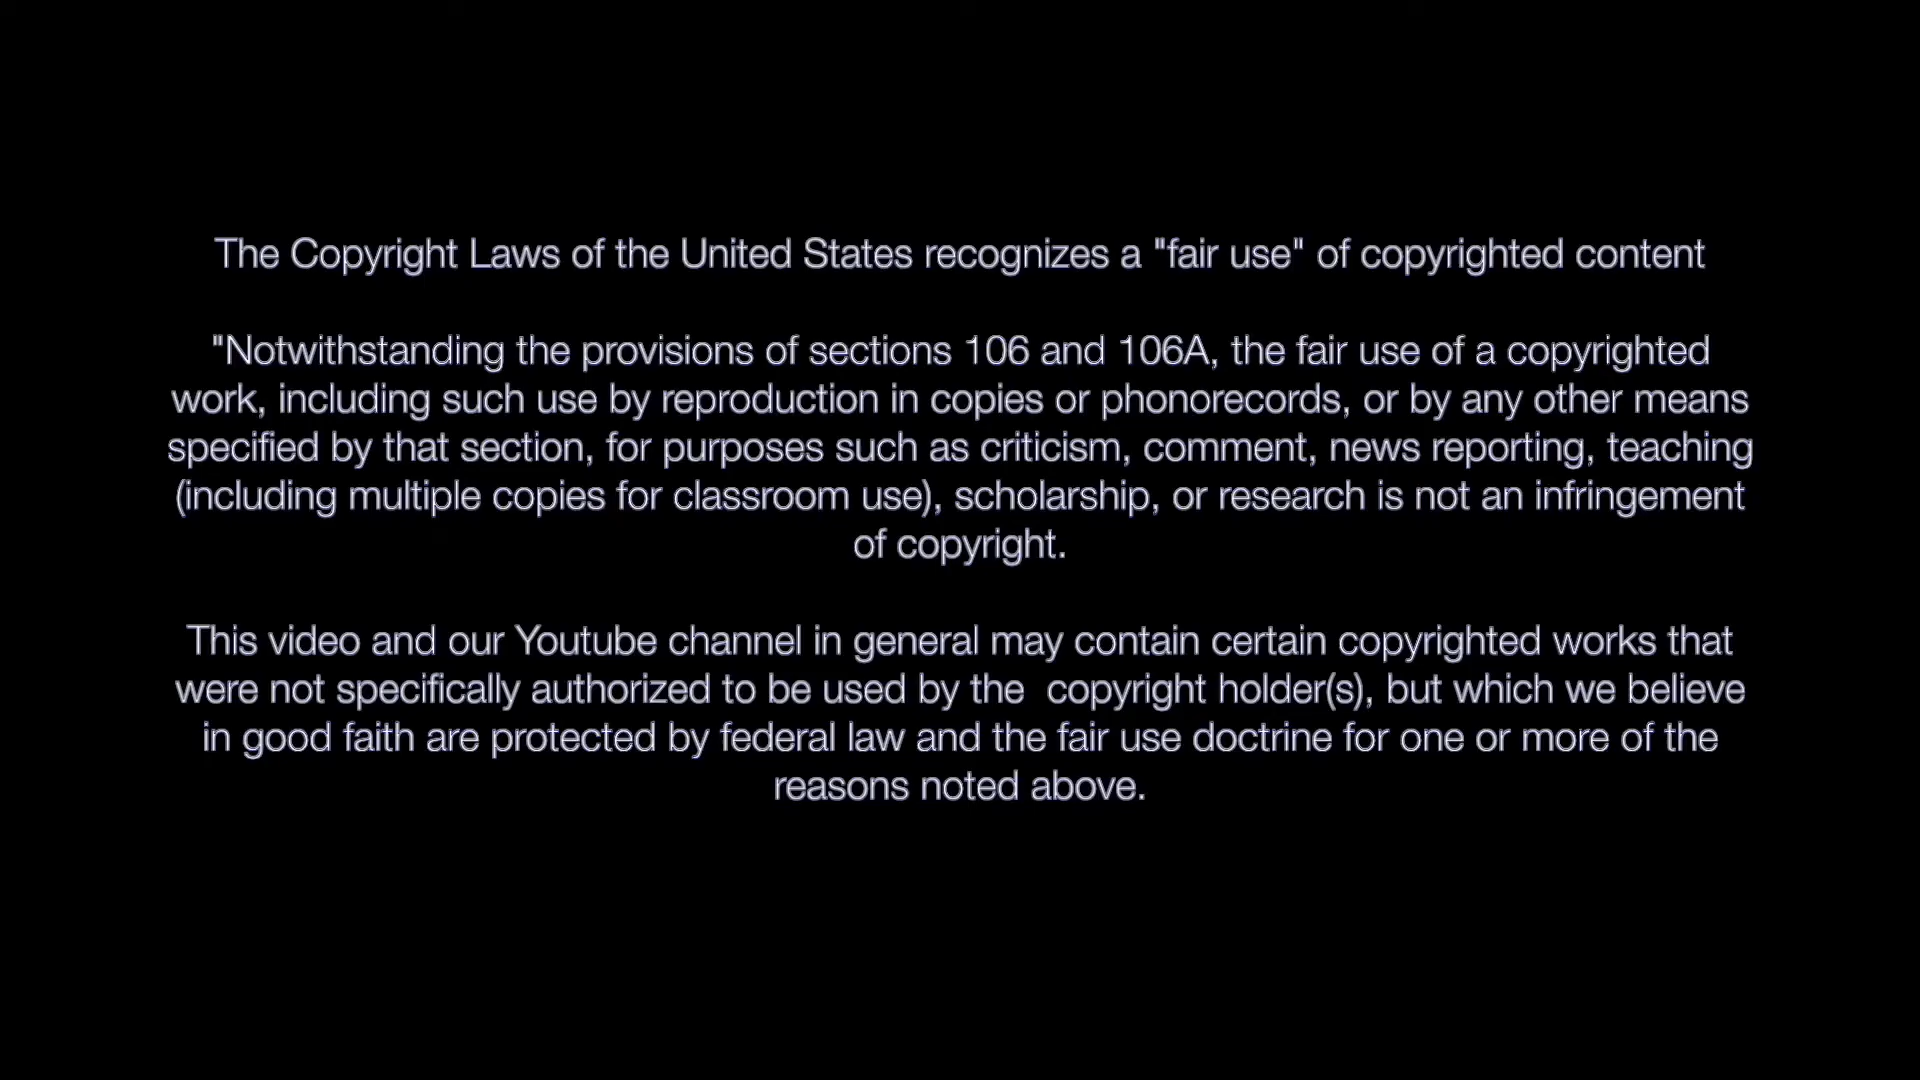 The Copyright Laws of the United States recognizes a "fair use" of copyrighted content
"Notwithstanding the provisions of sections 106 and 106A, the fair use of a copyrighted
work, including such use by reproduction in copies or phonorecords, or by any other means
specified by that section, for purposes such as criticism, comment, news reporting, teaching
(including multiple copies for classroom use), scholarship, or research is not an infringement
of copyright.
This video and our Youtube channel in general may contain certain copyrighted works that
were not specifically authorized to be used by the  copyright holder(s), but which we believe
in good faith are protected by federal law and the fair use doctrine for one or more of the
reasons noted above.